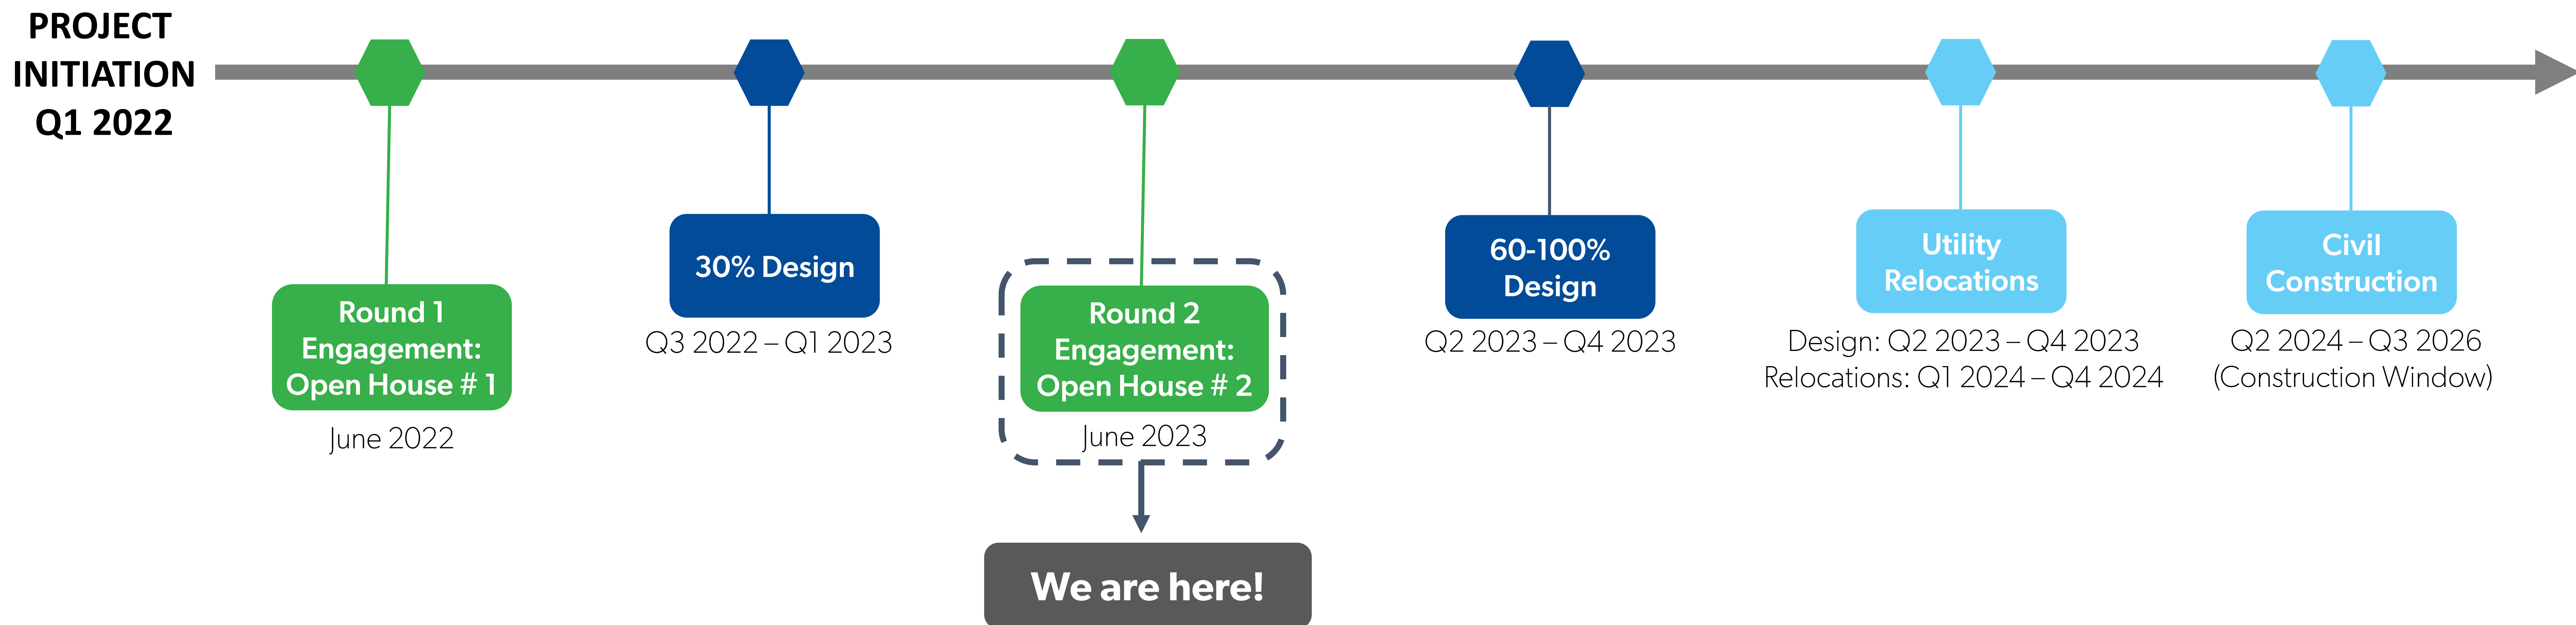 PROJECT
INITIATION
Q1 2022
Round 1
Engagement:
Open House # 1
June 2022
30% Design
Q3 2022 – Q1 2023
Round 2
Engagement:
Open House # 2
June 2023
We are here!
60-100%
Design
Q2 2023 – Q4 2023
Utility
Relocations
Design: Q2 2023 – Q4 2023
Relocations: Q1 2024 – Q4 2024
Civil
Construction
Q2 2024 – Q3 2026
(Construction Window)